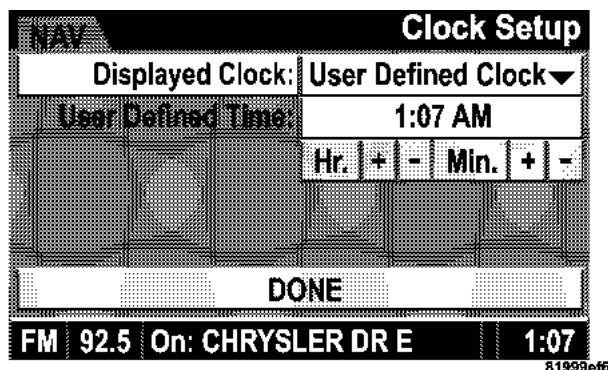 NAV
Clock Setup
Displayed Clock: User Defined Clock
User Defined Time: 1:07 AM
Hr. + - Min. + -
DONE
FM 92.5 On: CHRYSLER DR E 1:07